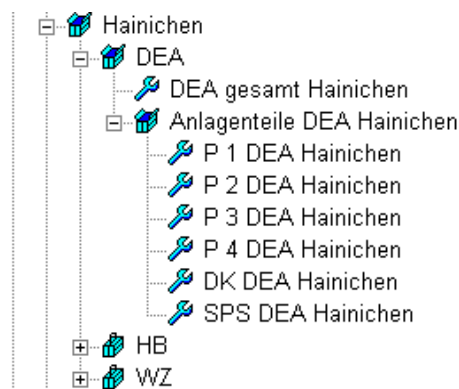 Hainichen
DEA
DEA gesamt Hainichen
Anlagenteile DEA Hainichen
P 1 DEA Hainichen
P 2 DEA Hainichen
P 3 DEA Hainichen
P 4 DEA Hainichen
DK DEA Hainichen
SPS DEA Hainichen
HB
WZ